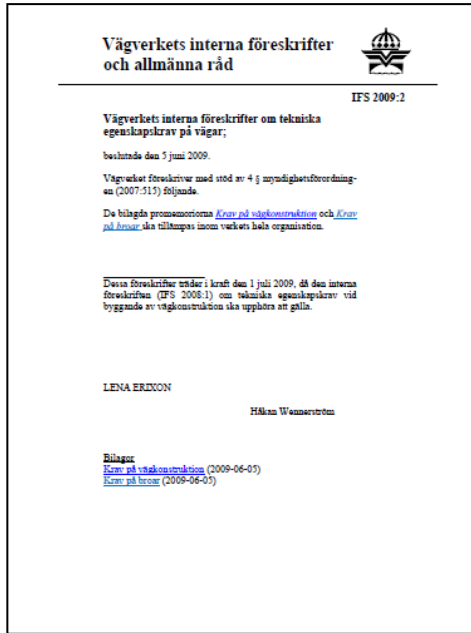 Vägverkets interna föreskrifter
och allmänna råd
IFS 2009:2
Vägverkets interna föreskrifter om tekniska
egenskapskrav på vägar;
beslutade den 5 juni 2009.
Vägverket föreskriver med stöd av 4 § myndighetsförordning-
en (2007:515) följande.
De bilagda promemoriorna Krav på vägkonstruktion och Krav
på broar ska tillämpas inom verkets hela organisation.
Dessa föreskrifter träder i kraft den 1 juli 2009, då den interna
föreskriften (IFS 2008:1) om tekniska egenskapskrav vid
byggande av vägkonstruktion ska upphöra att gälla.
LENA ERIXON
Håkan Wennerström
Bilagor
Krav på vägkonstruktion (2009-06-05)
Krav på broar (2009-06-05)